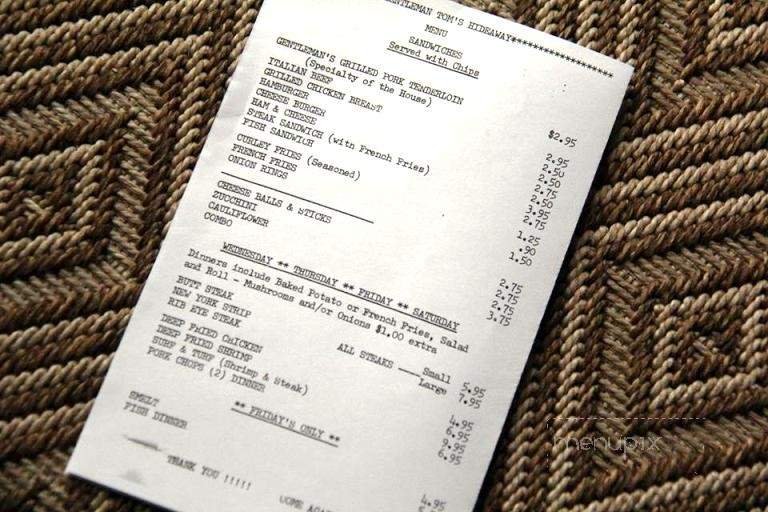 GENTLEMAN TOM'S HIDEAWAY********************
MENU
SANDWICHES
Served with Chips
GENTLEMAN'S GRILLED PORK TENDERLOIN $2.95
(Specialty of the House)
ITALIAN BEEF 2.95
GRILLED CHICKEN BREAST 2.50
HAMBURGER 2.50
CHEESE BURGER 2.75
HAM & CHEESE 2.50
STEAK SANDWICH (with French Fries) 3.95
FISH SANDWICH 2.75
CURLEY FRIES (Seasoned) 1.25
FRENCH FRIES .90
ONION RINGS 1.50
CHEESE BALLS & STICKS 2.75
ZUCCHINI 2.75
CAULIFLOWER 2.75
COMBO 3.75
WEDNESDAY ** THURSDAY ** FRIDAY ** SATURDAY
Dinners include Baked Potato or French Fries, Salad
and Roll - Mushrooms and/or Onions $1.00 extra
BUTT STEAK
NEW YORK STRIP ALL STEAKS ----Small 5.95
RIB EYE STEAK Large 7.95
DEEP FRIED CHICKEN 4.95
DEEP FRIED SHRIMP 6.95
SURF & TURF (Shrimp & Steak) 9.95
PORK CHOPS (2) DINNER 6.95
** FRIDAY'S ONLY **
SMELT 4.95
FISH DINNER
THANK YOU !!!!! COME AGAIN
menupix